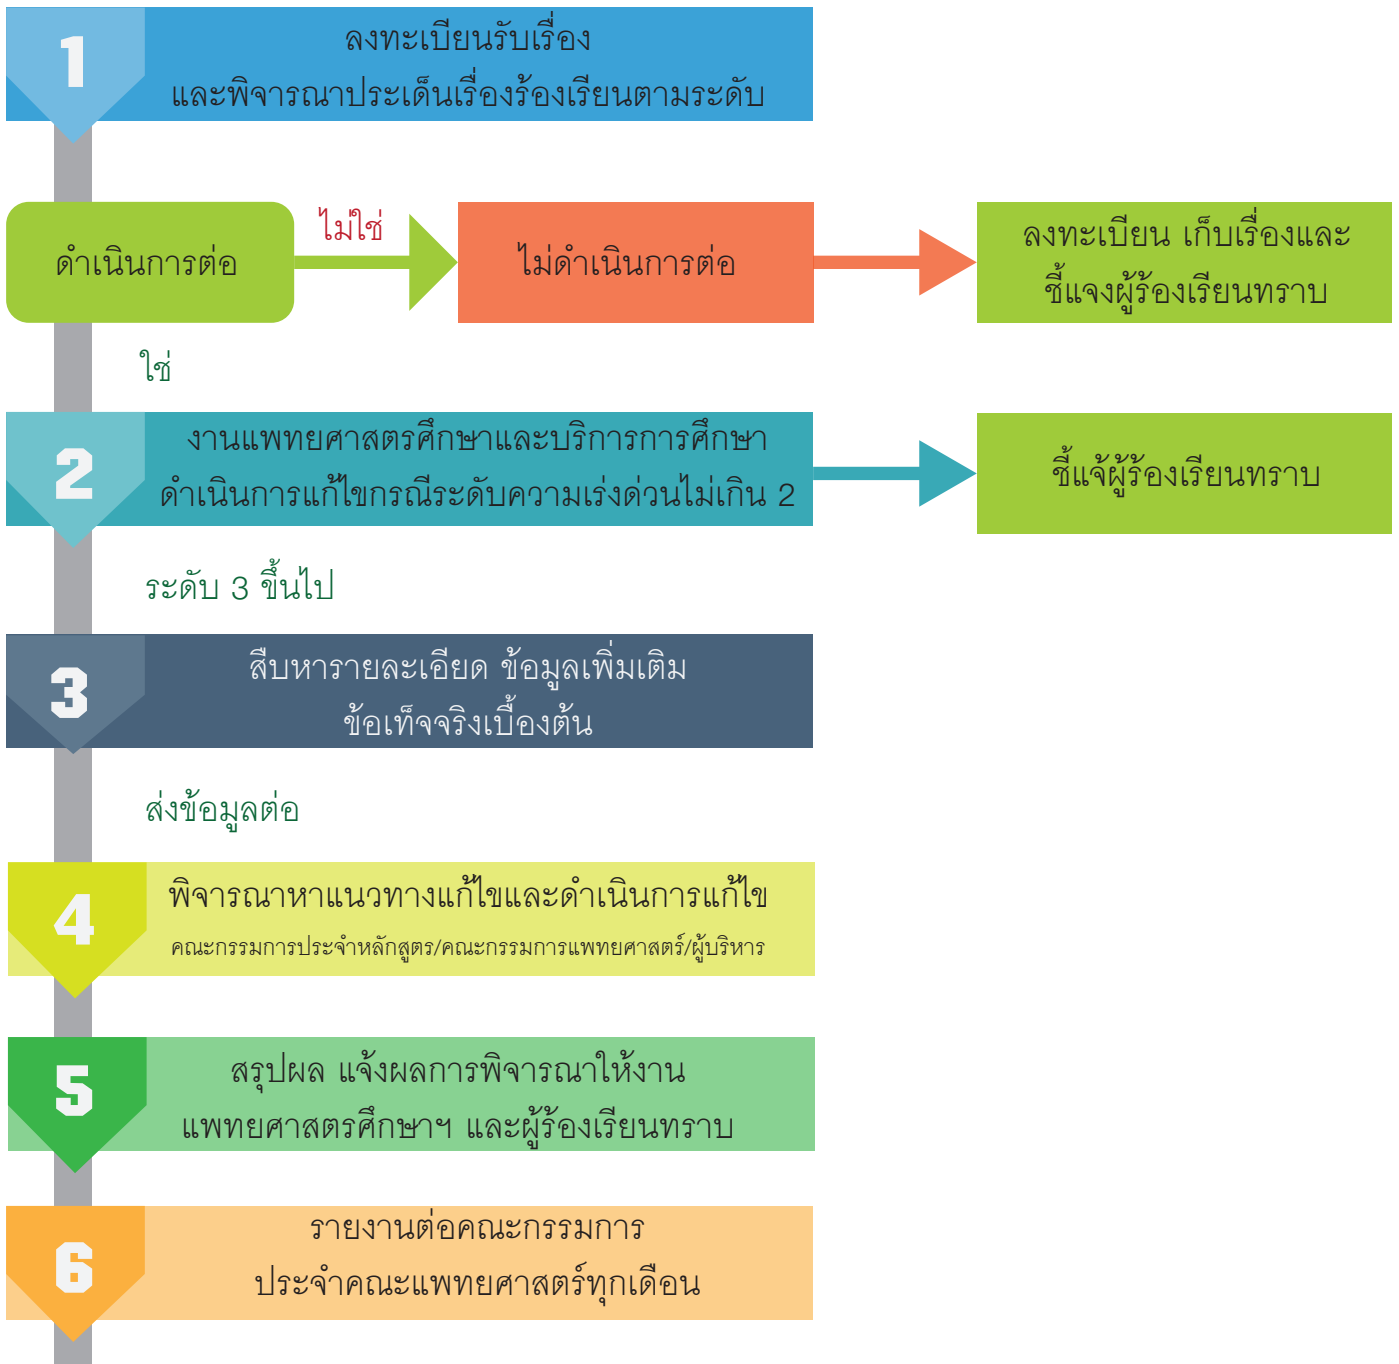 1
ลงทะเบียนรับเรื่อง
และพิจารณาประเด็นเรื่องร้องเรียนตามระดับ
ดำเนินการต่อ
ไม่ใช่
ไม่ดำเนินการต่อ
ลงทะเบียน เก็บเรื่องและ
ชี้แจงผู้ร้องเรียนทราบ
ใช่
2
งานแพทยศาสตรศึกษาและบริการการศึกษา
ดำเนินการแก้ไขกรณีระดับความเร่งด่วนไม่เกิน 2
ชี้แจ้ผู้ร้องเรียนทราบ
ระดับ 3 ขึ้นไป
3
สืบหารายละเอียด ข้อมูลเพิ่มเติม
ข้อเท็จจริงเบื้องต้น
ส่งข้อมูลต่อ
4
พิจารณาหาแนวทางแก้ไขและดำเนินการแก้ไข
คณะกรรมการประจำหลักสูตร/คณะกรรมการแพทยศาสตร์/ผู้บริหาร
5
สรุปผล แจ้งผลการพิจารณาให้งาน
แพทยศาสตรศึกษาฯ และผู้ร้องเรียนทราบ
6
รายงานต่อคณะกรรมการ
ประจำคณะแพทยศาสตร์ทุกเดือน